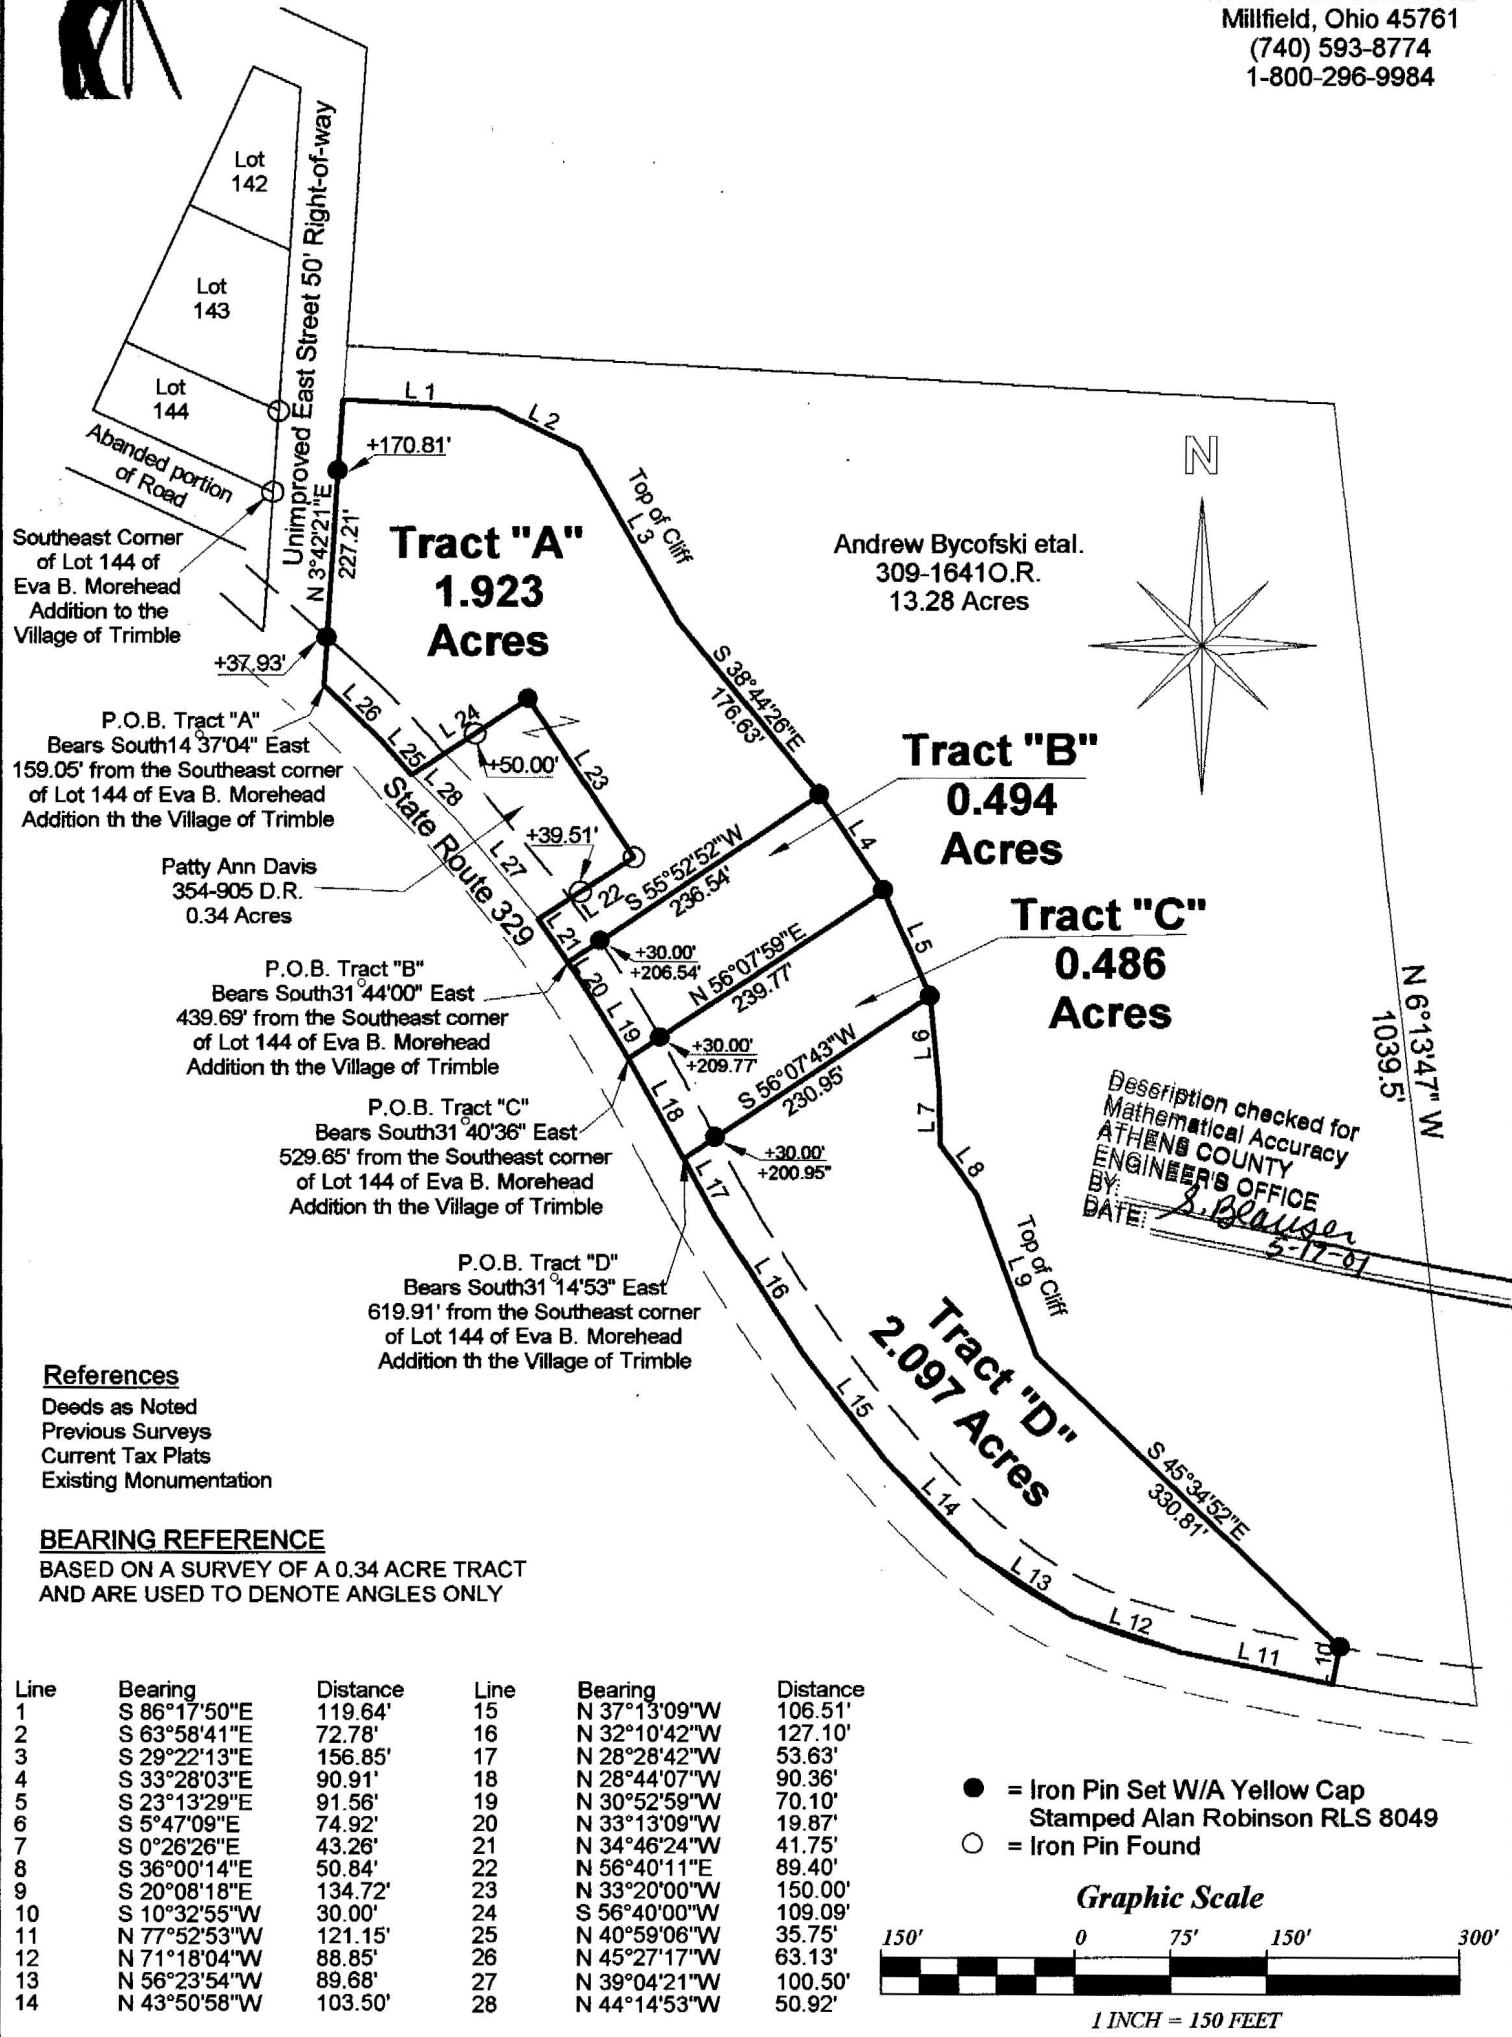 Millfield, Ohio 45761
(740) 593-8774
1-800-296-9984
Lot
142
Lot
143
Lot
144
Abanded portion
of Road
Unimproved East Street 50' Right-of-way
N 3°42'21"E
227.21'
+170.81'
L 1
L 2
Top of Cliff
L 3
Southeast Corner
of Lot 144 of
Eva B. Morehead
Addition to the
Village of Trimble
+37.93'
Tract "A"
1.923
Acres
Andrew Bycofski etal.
309-1641O.R.
13.28 Acres
N
S 38°44'26"E
176.63'
P.O.B. Tract "A"
Bears South14°37'04" East
159.05' from the Southeast corner
of Lot 144 of Eva B. Morehead
Addition th the Village of Trimble
L 26
L 25
L 24
+50.00'
L 23
L 28
L 27
State Route 329
+39.51'
L 22
L 21
Patty Ann Davis
354-905 D.R.
0.34 Acres
S 55°52'52"W
236.54'
Tract "B"
0.494
Acres
L 4
Tract "C"
0.486
Acres
L 5
P.O.B. Tract "B"
Bears South31°44'00" East
439.69' from the Southeast corner
of Lot 144 of Eva B. Morehead
Addition th the Village of Trimble
+30.00'
+206.54'
N 56°07'59"E
239.77'
L 20
L 19
+30.00'
+209.77'
S 56°07'43"W
230.95'
L 6
L 7
L 8
N 6°13'47" W
1039.5'
P.O.B. Tract "C"
Bears South31°40'36" East
529.65' from the Southeast corner
of Lot 144 of Eva B. Morehead
Addition th the Village of Trimble
L 18
+30.00'
+200.95"
L 17
Description checked for
Mathematical Accuracy
ATHENS COUNTY
ENGINEER'S OFFICE
BY: S. Blauser
DATE: 5-17-01
P.O.B. Tract "D"
Bears South31°14'53" East
619.91' from the Southeast corner
of Lot 144 of Eva B. Morehead
Addition th the Village of Trimble
L 16
Top of Cliff
L 9
Tract "D"
2.097 Acres
L 15
L 14
L 13
L 12
L 11
L 10
S 45°34'52"E
330.81'
References
Deeds as Noted
Previous Surveys
Current Tax Plats
Existing Monumentation
BEARING REFERENCE
BASED ON A SURVEY OF A 0.34 ACRE TRACT
AND ARE USED TO DENOTE ANGLES ONLY
Line Bearing Distance Line Bearing Distance
1 S 86°17'50"E 119.64' 15 N 37°13'09"W 106.51'
2 S 63°58'41"E 72.78' 16 N 32°10'42"W 127.10'
3 S 29°22'13"E 156.85' 17 N 28°28'42"W 53.63'
4 S 33°28'03"E 90.91' 18 N 28°44'07"W 90.36'
5 S 23°13'29"E 91.56' 19 N 30°52'59"W 70.10'
6 S 5°47'09"E 74.92' 20 N 33°13'09"W 19.87'
7 S 0°26'26"E 43.26' 21 N 34°46'24"W 41.75'
8 S 36°00'14"E 50.84' 22 N 56°40'11"E 89.40'
9 S 20°08'18"E 134.72' 23 N 33°20'00"W 150.00'
10 S 10°32'55"W 30.00' 24 S 56°40'00"W 109.09'
11 N 77°52'53"W 121.15' 25 N 40°59'06"W 35.75'
12 N 71°18'04"W 88.85' 26 N 45°27'17"W 63.13'
13 N 56°23'54"W 89.68' 27 N 39°04'21"W 100.50'
14 N 43°50'58"W 103.50' 28 N 44°14'53"W 50.92'
= Iron Pin Set W/A Yellow Cap
Stamped Alan Robinson RLS 8049
= Iron Pin Found
Graphic Scale
150' 0 75' 150' 300'
1 INCH = 150 FEET